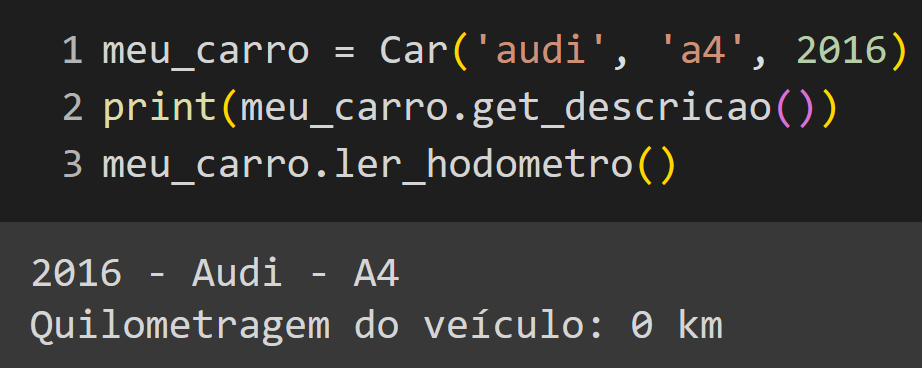 1 meu_carro = Car('audi', 'a4', 2016)
2 print(meu_carro.get_descricao())
3 meu_carro.ler_hodometro()
2016 - Audi - A4
Quilometragem do veículo: 0 km